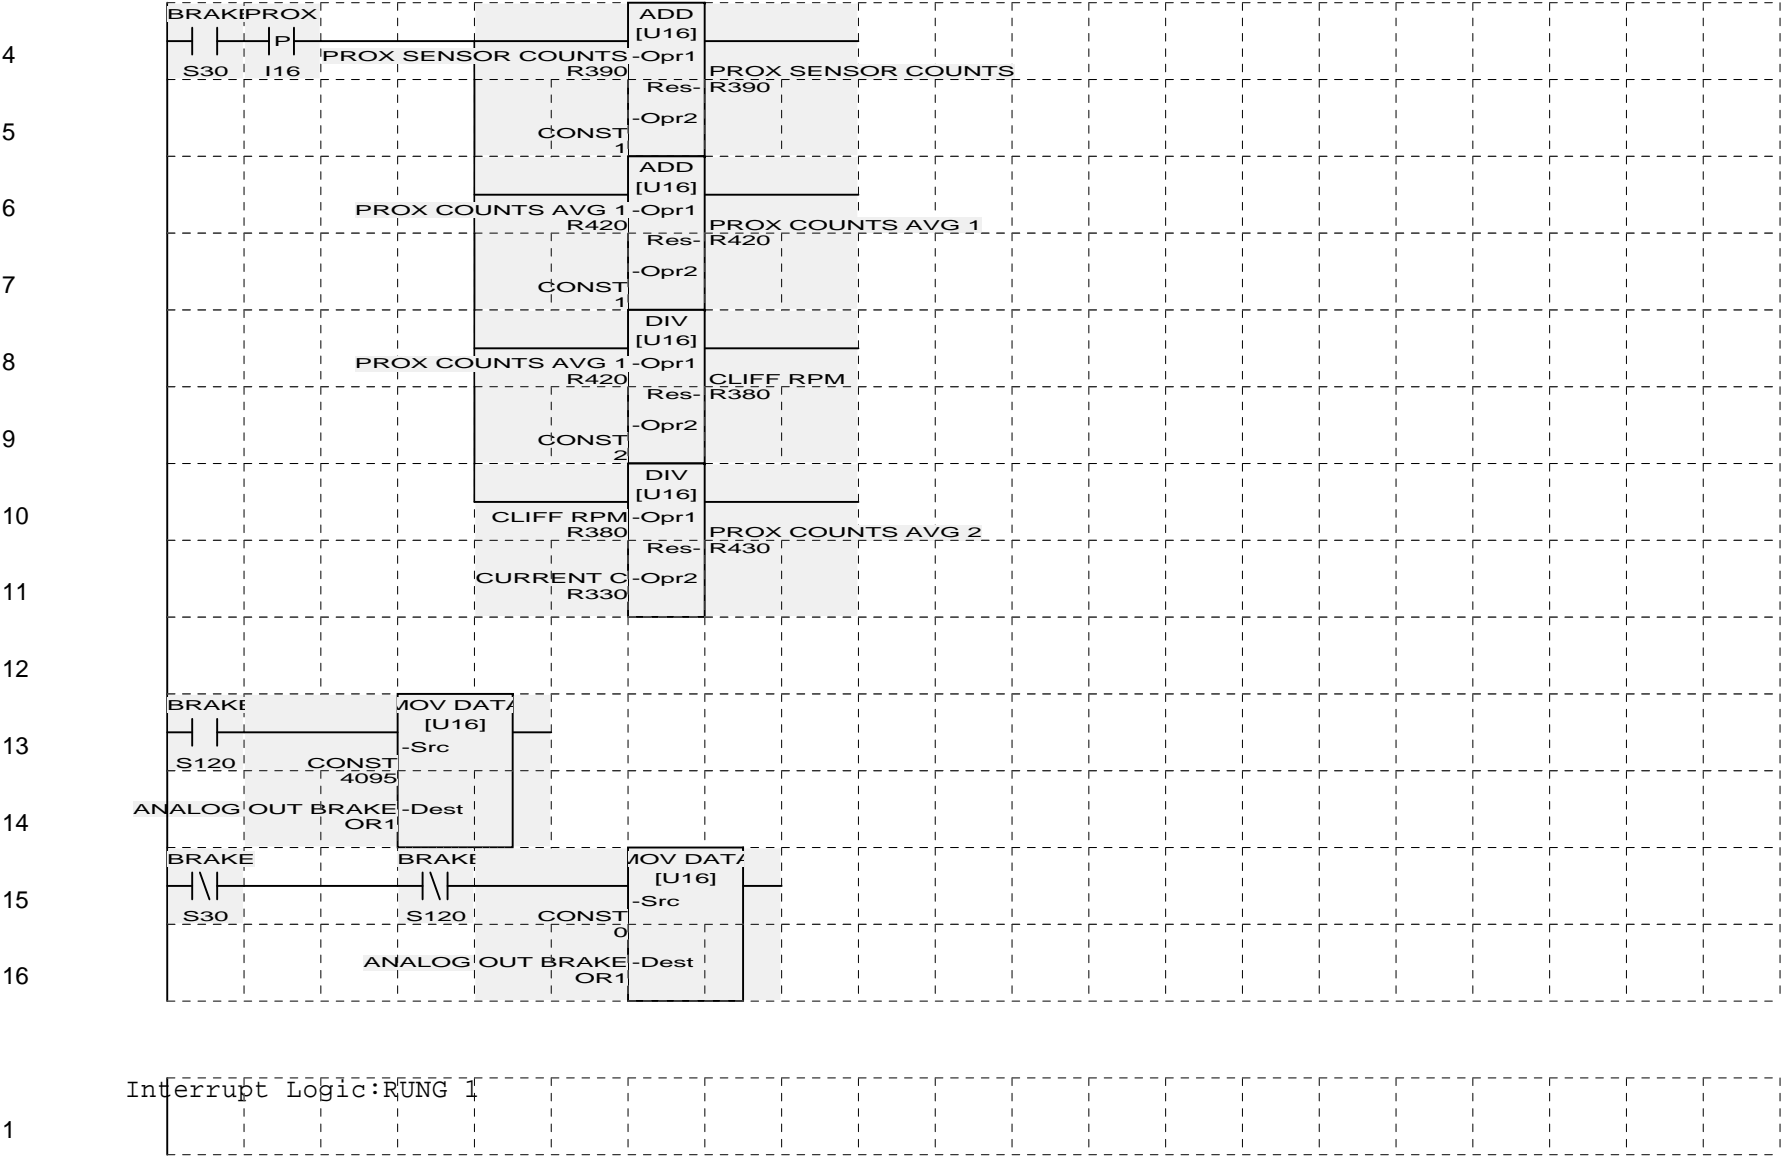 BRAKE PROX ADD
[U16]
P
4 PROX SENSOR COUNTS -Opr1
S30 I16 R390 PROX SENSOR COUNTS
Res- R390
-Opr2
5 CONST
1
ADD
[U16]
6 PROX COUNTS AVG 1 -Opr1
R420 PROX COUNTS AVG 1
Res- R420
-Opr2
7 CONST
1
DIV
[U16]
8 PROX COUNTS AVG 1 -Opr1
R420 CLIFF RPM
Res- R380
-Opr2
9 CONST
2
DIV
[U16]
10 CLIFF RPM -Opr1
R380 PROX COUNTS AVG 2
Res- R430
11 CURRENT C -Opr2
R330
12
BRAKE MOV DATA
[U16]
13 -Src
S120 CONST
4095
14 ANALOG OUT BRAKE -Dest
OR1
BRAKE BRAKE MOV DATA
[U16]
15 -Src
S30 S120 CONST
0
16 ANALOG OUT BRAKE -Dest
OR1
Interrupt Logic:RUNG 1
1